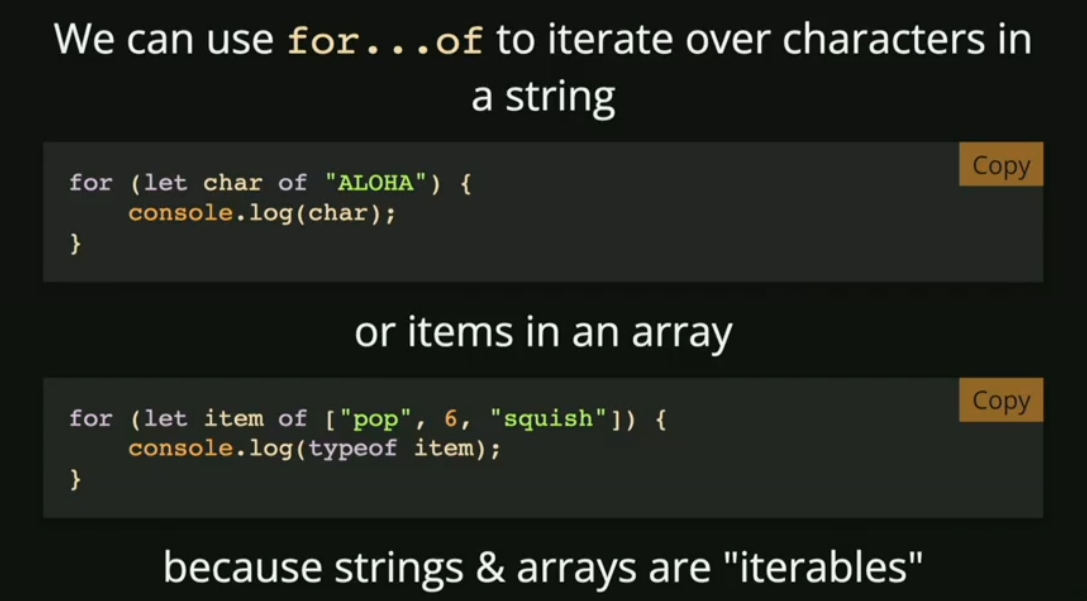 We can use for...of to iterate over characters in
a string
Copy
for (let char of "ALOHA") {
    console.log(char);
}
or items in an array
Copy
for (let item of ["pop", 6, "squish"]) {
    console.log(typeof item);
}
because strings & arrays are "iterables"